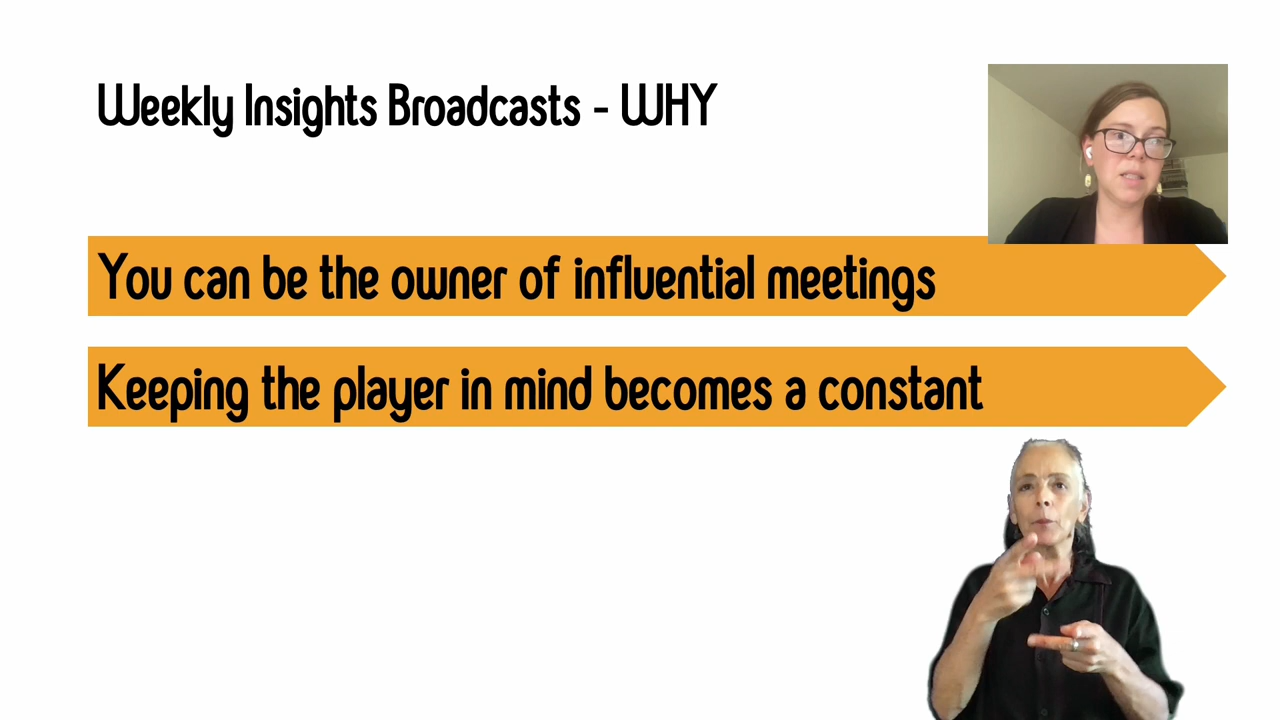 Weekly Insights Broadcasts - WHY
You can be the owner of influential meetings
Keeping the player in mind becomes a constant